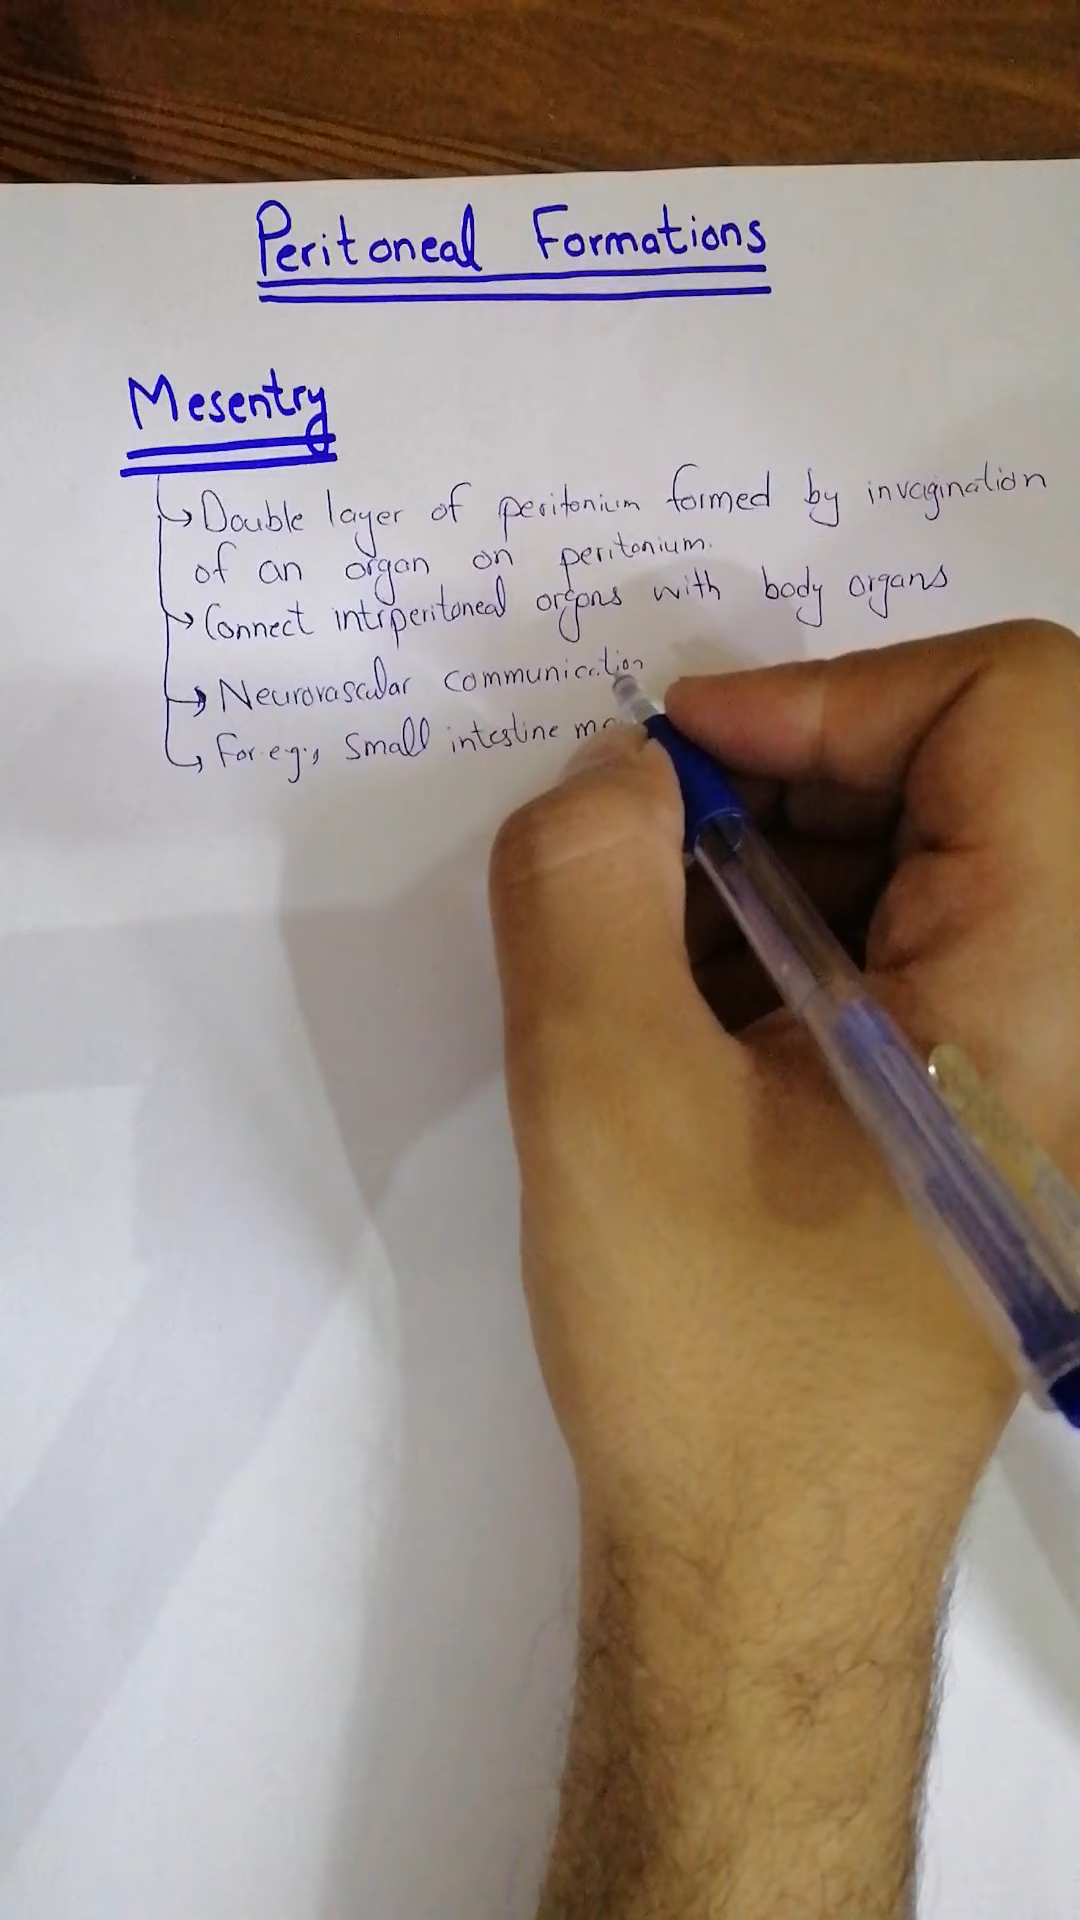 Peritoneal Formations
Mesentry
Double layer of peritonium formed by invagination
of an organ on peritonium.
Connect intrperitoneal organs with body organs
Neurovascular communication
For e.g., Small intestine